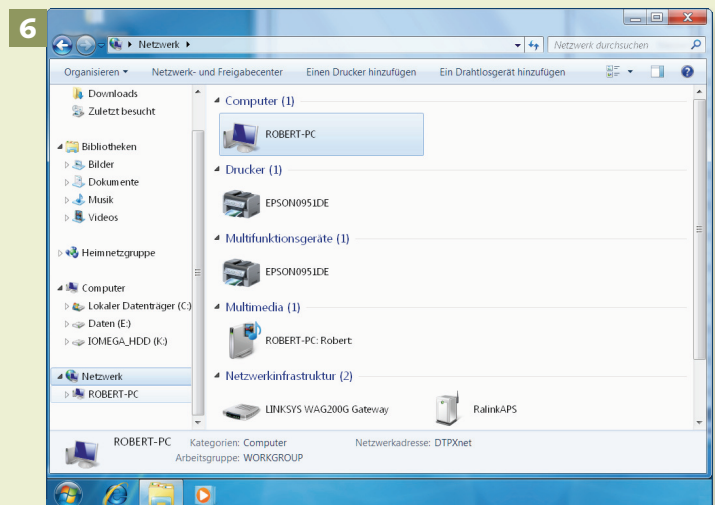 6
Netzwerk
Netzwerk durchsuchen
Organisieren Netzwerk- und Freigabecenter Einen Drucker hinzufügen Ein Drahtlosgerät hinzufügen
Downloads
Zuletzt besucht
Bibliotheken
Bilder
Dokumente
Musik
Videos
Heimnetzgruppe
Computer
Lokaler Datenträger (C:)
Daten (E:)
IOMEGA_HDD (K:)
Netzwerk
ROBERT-PC
Computer (1)
ROBERT-PC
Drucker (1)
EPSON0951DE
Multifunktionsgeräte (1)
EPSON0951DE
Multimedia (1)
ROBERT-PC: Robert
Netzwerkinfrastruktur (2)
LINKSYS WAG200G Gateway RalinkAPS
ROBERT-PC Kategorien: Computer Netzwerkadresse: DTPXnet
Arbeitsgruppe: WORKGROUP